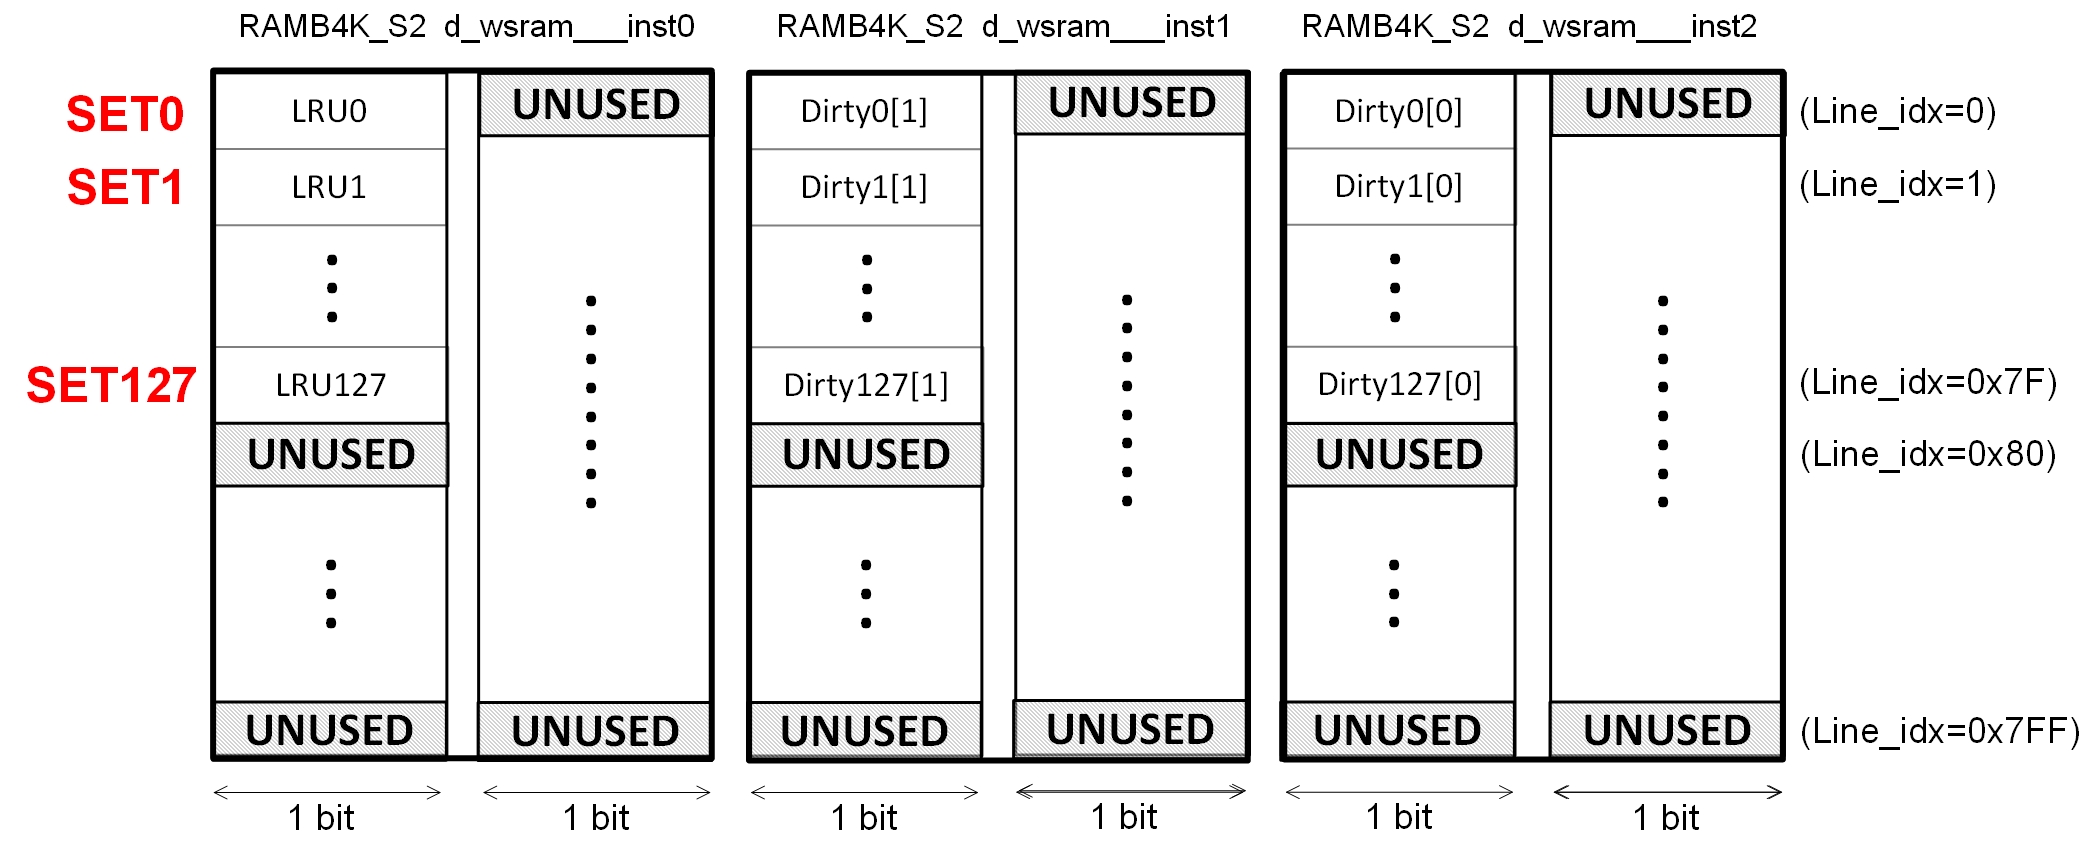 RAMB4K_S2 d_wsram___inst0 RAMB4K_S2 d_wsram___inst1 RAMB4K_S2 d_wsram___inst2
SET0 LRU0 UNUSED Dirty0[1] UNUSED Dirty0[0] UNUSED (Line_idx=0)
SET1 LRU1 Dirty1[1] Dirty1[0] (Line_idx=1)
SET127 LRU127 Dirty127[1] Dirty127[0] (Line_idx=0x7F)
UNUSED UNUSED UNUSED (Line_idx=0x80)
UNUSED UNUSED UNUSED UNUSED UNUSED UNUSED (Line_idx=0x7FF)
1 bit 1 bit 1 bit 1 bit 1 bit 1 bit